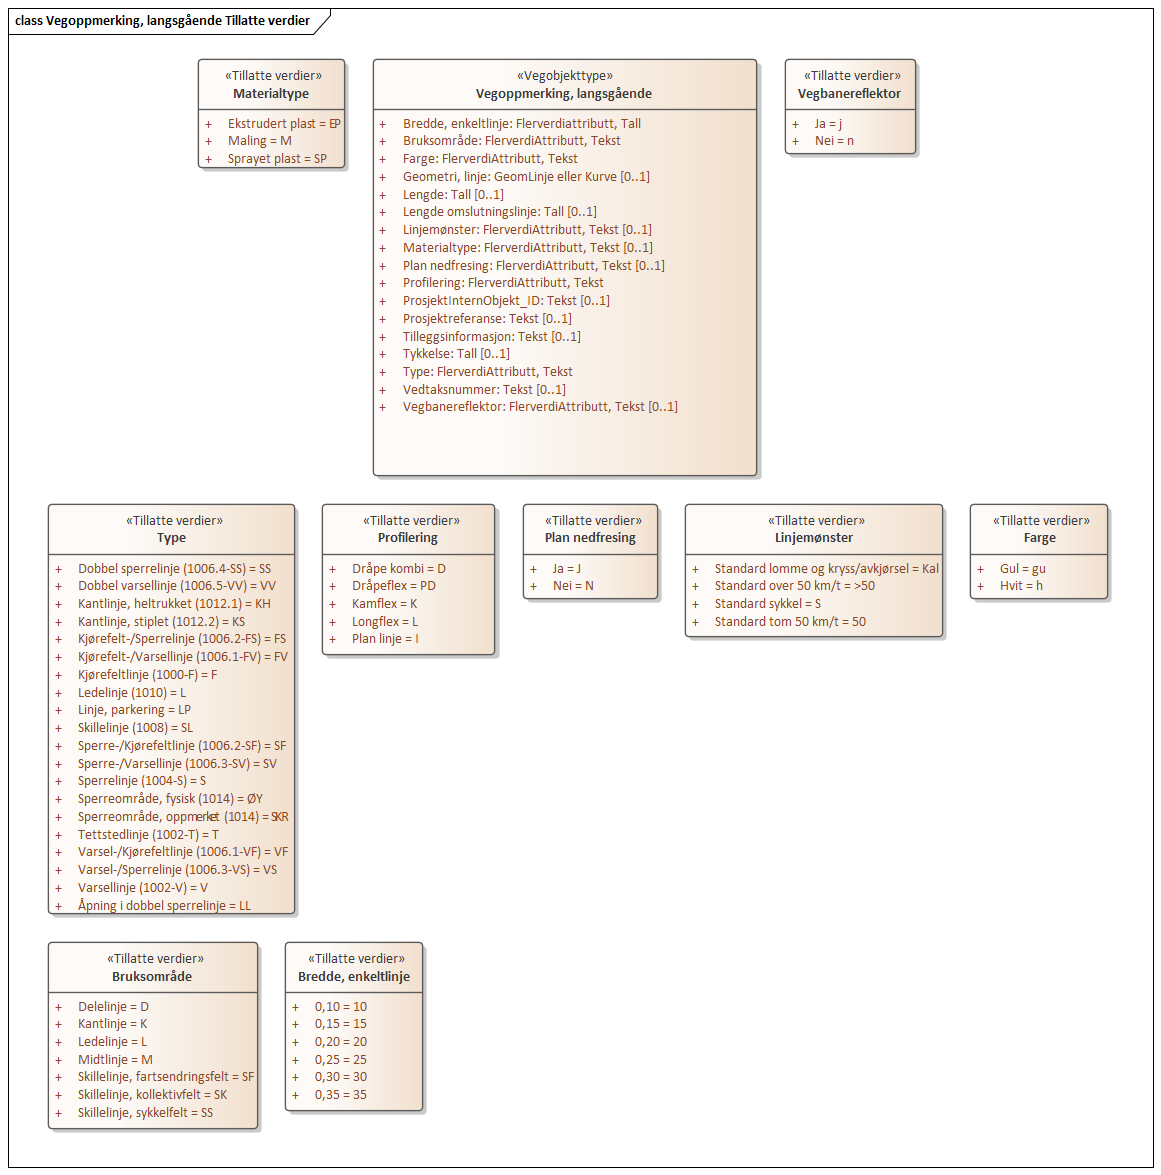 class Vegoppmerking, langsgående Tillatte verdier
«Tillatte verdier»
Materialtype
+ Ekstrudert plast = EP
+ Maling = M
+ Sprayet plast = SP
«Vegobjekttype»
Vegoppmerking, langsgående
+ Bredde, enkeltlinje: Flerverdiattributt, Tall
+ Bruksområde: FlerverdiAttributt, Tekst
+ Farge: FlerverdiAttributt, Tekst
+ Geometri, linje: GeomLinje eller Kurve [0..1]
+ Lengde: Tall [0..1]
+ Lengde omslutningslinje: Tall [0..1]
+ Linjemønster: FlerverdiAttributt, Tekst [0..1]
+ Materialtype: FlerverdiAttributt, Tekst [0..1]
+ Plan nedfresing: FlerverdiAttributt, Tekst [0..1]
+ Profilering: FlerverdiAttributt, Tekst
+ ProsjektInternObjekt_ID: Tekst [0..1]
+ Prosjektreferanse: Tekst [0..1]
+ Tilleggsinformasjon: Tekst [0..1]
+ Tykkelse: Tall [0..1]
+ Type: FlerverdiAttributt, Tekst
+ Vedtaksnummer: Tekst [0..1]
+ Vegbanereflektor: FlerverdiAttributt, Tekst [0..1]
«Tillatte verdier»
Vegbanereflektor
+ Ja = j
+ Nei = n
«Tillatte verdier»
Type
+ Dobbel sperrelinje (1006.4-SS) = SS
+ Dobbel varsellinje (1006.5-VV) = VV
+ Kantlinje, heltrukket (1012.1) = KH
+ Kantlinje, stiplet (1012.2) = KS
+ Kjørefelt-/Sperrelinje (1006.2-FS) = FS
+ Kjørefelt-/Varsellinje (1006.1-FV) = FV
+ Kjørefeltlinje (1000-F) = F
+ Ledelinje (1010) = L
+ Linje, parkering = LP
+ Skillelinje (1008) = SL
+ Sperre-/Kjørefeltlinje (1006.2-SF) = SF
+ Sperre-/Varsellinje (1006.3-SV) = SV
+ Sperrelinje (1004-S) = S
+ Sperreområde, fysisk (1014) = ØY
+ Sperreområde, oppmerket (1014) = SKR
+ Tettstedlinje (1002-T) = T
+ Varsel-/Kjørefeltlinje (1006.1-VF) = VF
+ Varsel-/Sperrelinje (1006.3-VS) = VS
+ Varsellinje (1002-V) = V
+ Åpning i dobbel sperrelinje = LL
«Tillatte verdier»
Profilering
+ Dråpe kombi = D
+ Dråpeflex = PD
+ Kamflex = K
+ Longflex = L
+ Plan linje = I
«Tillatte verdier»
Plan nedfresing
+ Ja = J
+ Nei = N
«Tillatte verdier»
Linjemønster
+ Standard lomme og kryss/avkjørsel = Kal
+ Standard over 50 km/t = >50
+ Standard sykkel = S
+ Standard tom 50 km/t = 50
«Tillatte verdier»
Farge
+ Gul = gu
+ Hvit = h
«Tillatte verdier»
Bruksområde
+ Delelinje = D
+ Kantlinje = K
+ Ledelinje = L
+ Midtlinje = M
+ Skillelinje, fartsendringsfelt = SF
+ Skillelinje, kollektivfelt = SK
+ Skillelinje, sykkelfelt = SS
«Tillatte verdier»
Bredde, enkeltlinje
+ 0,10 = 10
+ 0,15 = 15
+ 0,20 = 20
+ 0,25 = 25
+ 0,30 = 30
+ 0,35 = 35